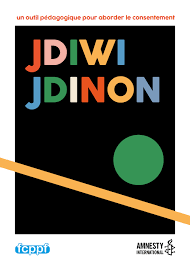 un outil pédagogique pour aborder le consentement
JDIWI
JDINON
fcppf
AMNESTY
INTERNATIONAL